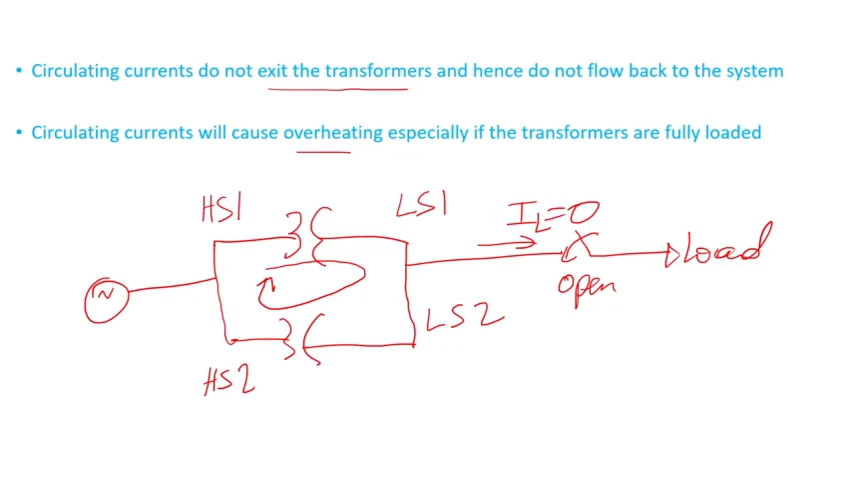 • Circulating currents do not exit the transformers and hence do not flow back to the system
• Circulating currents will cause overheating especially if the transformers are fully loaded
HS1
LS1
IL=0
Load
open
LS2
HS2